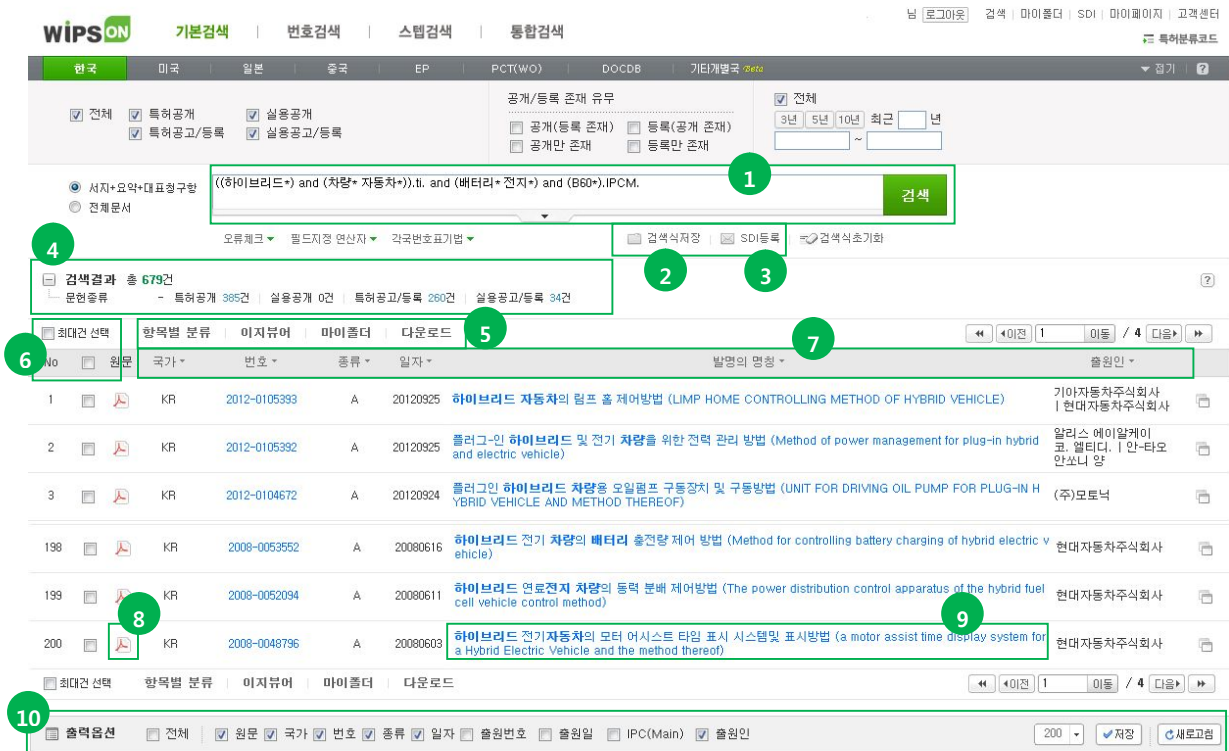 님 로그아웃 검색 | 마이폴더 | SDI | 마이페이지 | 고객센터
WIPS ON 기본검색 | 번호검색 | 스텝검색 | 통합검색
특허분류코드
한국 미국 일본 중국 EP PCT(WO) DOCDB 기타개별국 Beta 접기 ?
공개/등록 존재 유무 전체
전체 특허공개 실용공개
3년 5년 10년 최근 년
특허공고/등록 실용공고/등록 공개(등록 존재) 등록(공개 존재)
~
공개만 존재 등록만 존재
1
서지+요약+대표청구항 ((하이브리드*) and (차량* 자동차*)).ti. and (배터리* 전지*) and (B60*).IPCM. 검색
전체문서
오류체크 필드지정 연산자 각국번호표기법 검색식저장 | SDI등록 | 검색식초기화
4
2 3
검색결과 총 679건 ?
문헌종류 - 특허공개 385건 | 실용공개 0건 | 특허공고/등록 260건 | 실용공고/등록 34건
최대건 선택 항목별 분류 | 이지뷰어 | 마이폴더 | 다운로드 5 이전 1 이동 / 4 다음
6 7
No 원문 국가 번호 종류 일자 발명의 명칭 출원인
1 KR 2012-0105393 A 20120925 하이브리드 자동차의 림프 홈 제어방법 (LIMP HOME CONTROLLING METHOD OF HYBRID VEHICLE) 기아자동차주식회사
| 현대자동차주식회사
2 KR 2012-0105392 A 20120925 플러그-인 하이브리드 및 전기 차량을 위한 전력 관리 방법 (Method of power management for plug-in hybrid
and electric vehicle)
알리스 에이알케이
코. 엘티디. | 안-타오
안쏘니 양
3 KR 2012-0104672 A 20120924 플러그인 하이브리드 차량용 오일펌프 구동장치 및 구동방법 (UNIT FOR DRIVING OIL PUMP FOR PLUG-IN H
YBRID VEHICLE AND METHOD THEREOF)
(주)모토닉
198 KR 2008-0053552 A 20080616 하이브리드 전기 차량의 배터리 충전량 제어 방법 (Method for controlling battery charging of hybrid electric v
ehicle)
현대자동차주식회사
199 KR 2008-0052094 A 20080611 하이브리드 연료전지 차량의 동력 분배 제어방법 (The power distribution control apparatus of the hybrid fuel
cell vehicle control method)
현대자동차주식회사
8 9
200 KR 2008-0048796 A 20080603 하이브리드 전기자동차의 모터 어시스트 타임 표시 시스템및 표시방법 (a motor assist time display system for
a Hybrid Electric Vehicle and the method thereof)
현대자동차주식회사
최대건 선택 항목별 분류 | 이지뷰어 | 마이폴더 | 다운로드 이전 1 이동 / 4 다음
10
출력옵션 전체 | 원문 국가 번호 종류 일자 출원번호 출원일 IPC(Main) 출원인 200 저장 새로고침